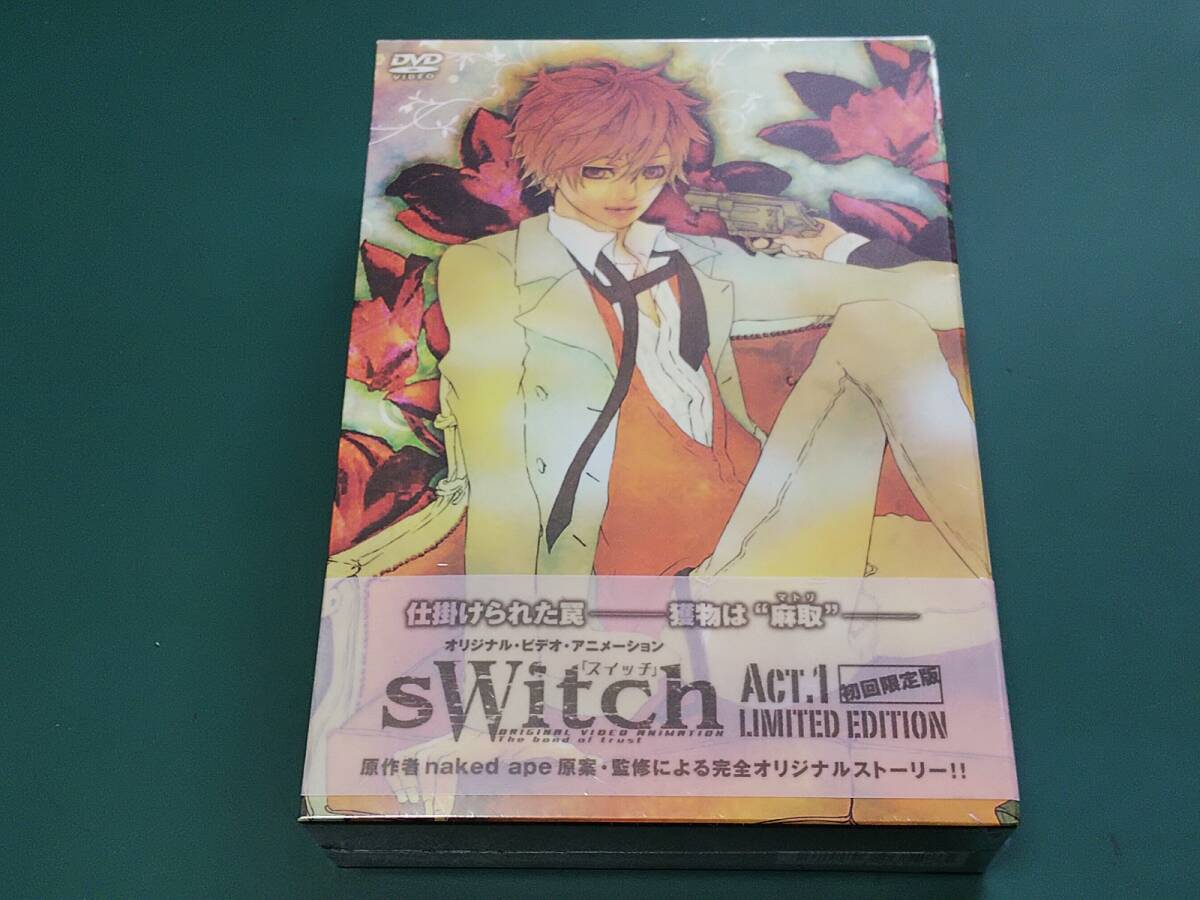 DVD
VIDEO
仕掛けられた罠――獲物は“麻取”――
マトリ
オリジナル・ビデオ・アニメーション
「スイッチ」
sWitch
ORIGINAL VIDEO ANIMATION
The bond of trust
ACT.1 初回限定版
LIMITED EDITION
原作者naked ape原案・監修による完全オリジナルストーリー!!